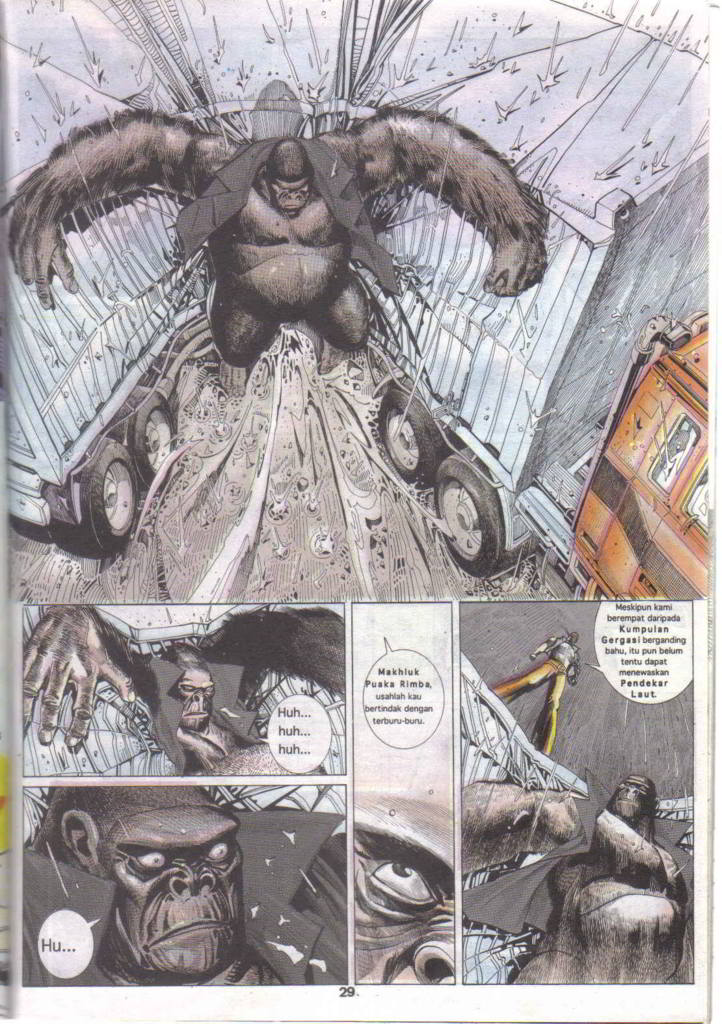 Huh...
huh...
huh...
Hu...
Makhluk
Puaka Rimba,
usahlah kau
bertindak dengan
terburu-buru.
Meskipun kami
berempat daripada
Kumpulan
Gergasi berganding
bahu, itu pun belum
tentu dapat
menewaskan
Pendekar
Laut.
29